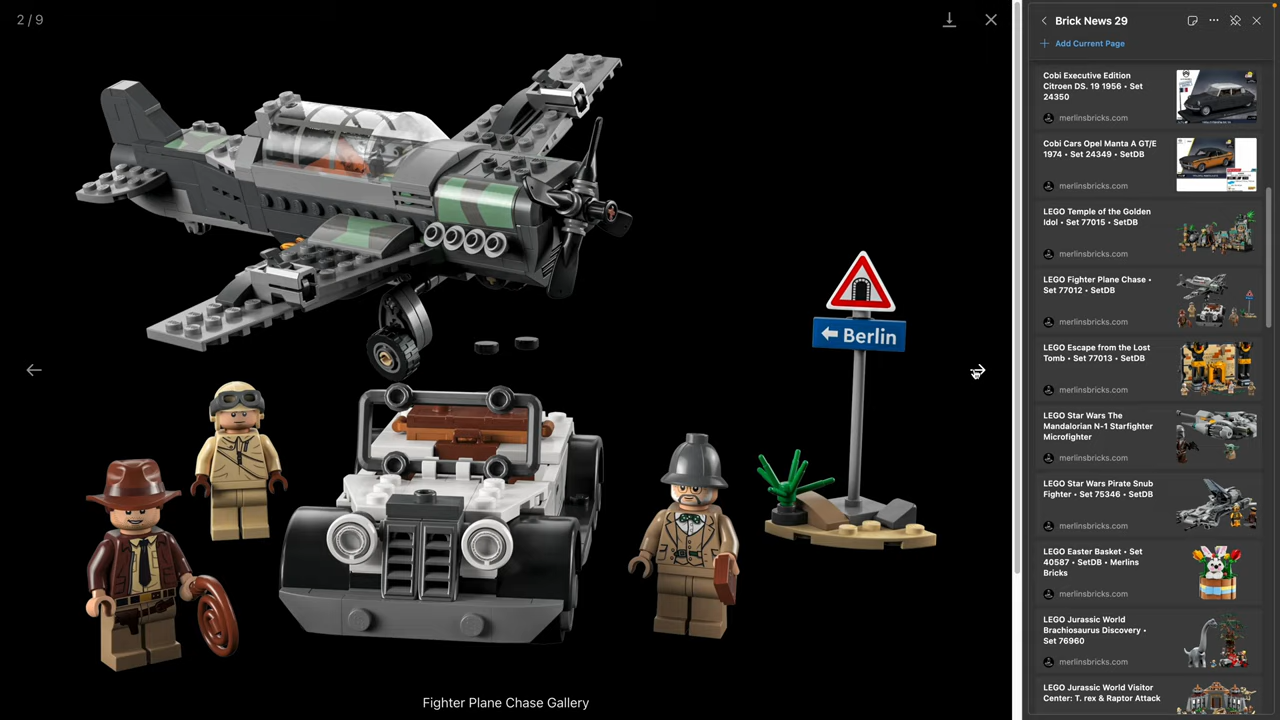 2 / 9
Berlin
Fighter Plane Chase Gallery
Brick News 29
Add Current Page
Cobi Executive Edition
Citroen DS. 19 1956 • Set
24350
merlinsbricks.com
Cobi Cars Opel Manta A GT/E
1974 • Set 24349 • SetDB
merlinsbricks.com
LEGO Temple of the Golden
Idol • Set 77015 • SetDB
merlinsbricks.com
LEGO Fighter Plane Chase •
Set 77012 • SetDB
merlinsbricks.com
LEGO Escape from the Lost
Tomb • Set 77013 • SetDB
merlinsbricks.com
LEGO Star Wars The
Mandalorian N-1 Starfighter
Microfighter
merlinsbricks.com
LEGO Star Wars Pirate Snub
Fighter • Set 75346 • SetDB
merlinsbricks.com
LEGO Easter Basket • Set
40587 • SetDB • Merlins
Bricks
merlinsbricks.com
LEGO Jurassic World
Brachiosaurus Discovery •
Set 76960
merlinsbricks.com
LEGO Jurassic World Visitor
Center: T. rex & Raptor Attack